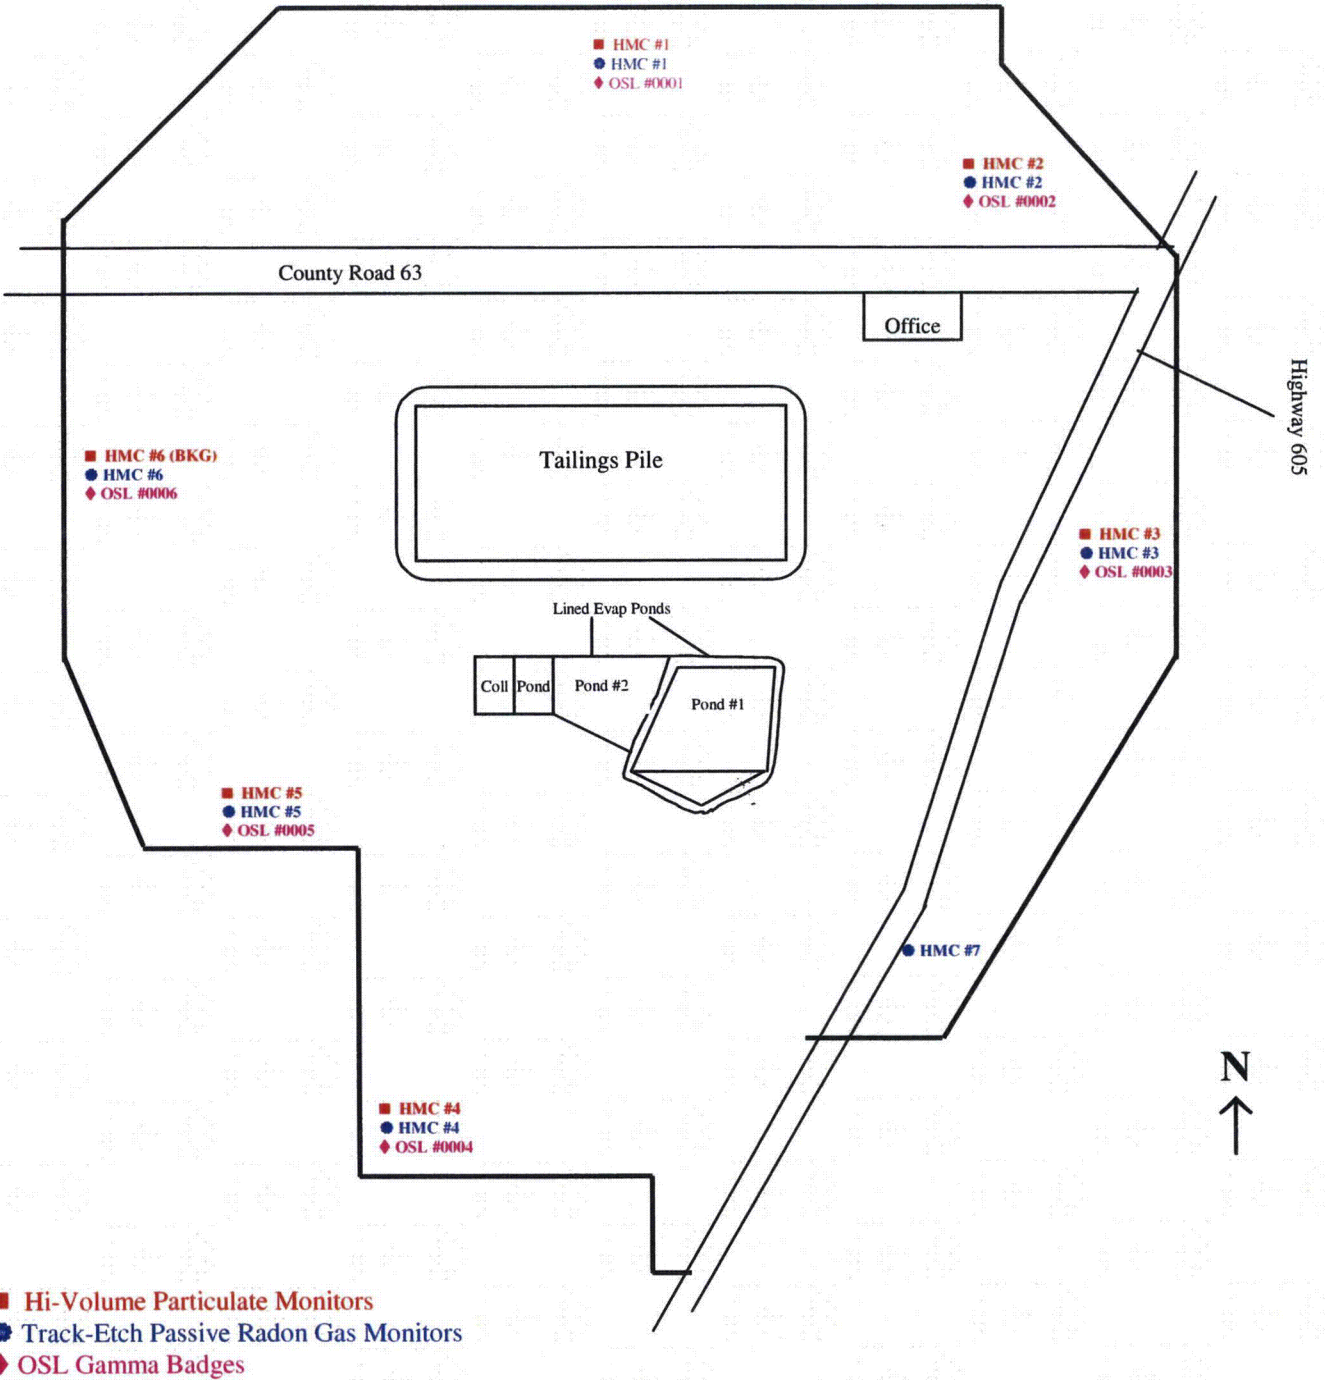 HMC #1
HMC #1
OSL #0001
HMC #2
HMC #2
OSL #0002
County Road 63
Office
Highway 605
HMC #6 (BKG)
HMC #6
OSL #0006
Tailings Pile
HMC #3
HMC #3
OSL #0003
Lined Evap Ponds
Coll
Pond
Pond #2
Pond #1
HMC #5
HMC #5
OSL #0005
HMC #7
N
HMC #4
HMC #4
OSL #0004
Hi-Volume Particulate Monitors
Track-Etch Passive Radon Gas Monitors
OSL Gamma Badges